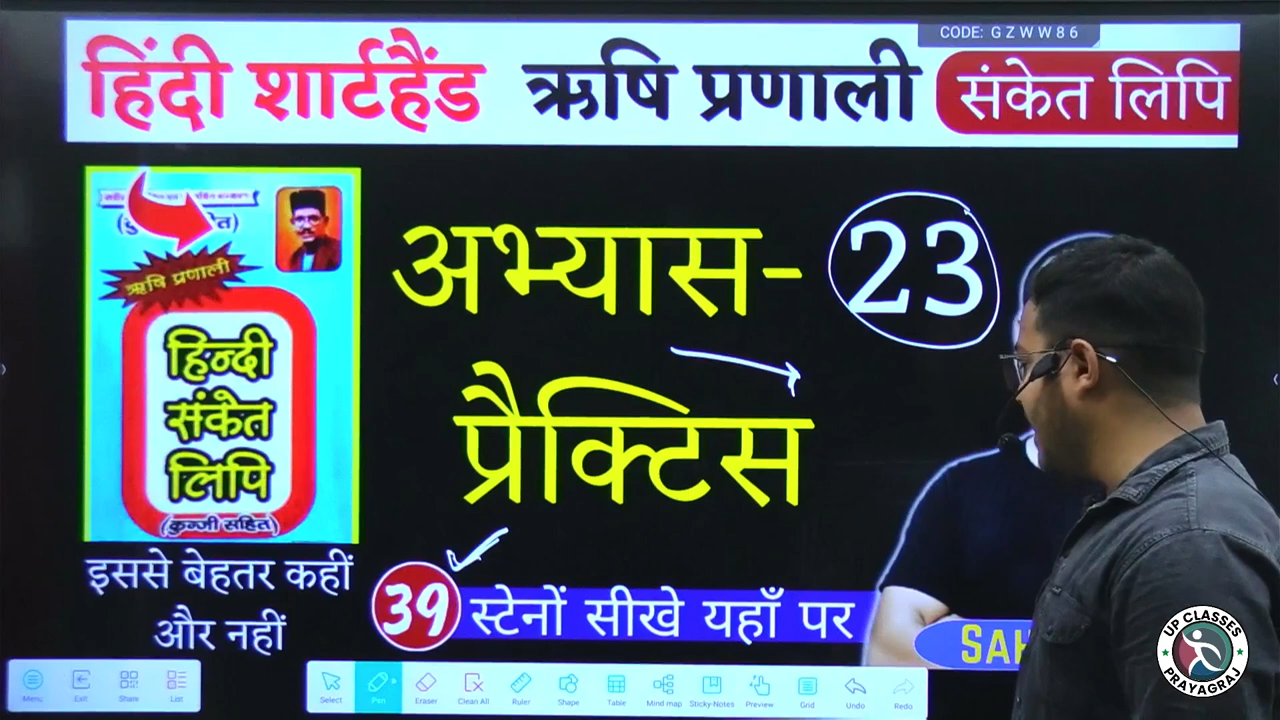 CODE: G Z W W 8 6
हिंदी शार्टहैंड ऋषि प्रणाली संकेत लिपि
ऋषि प्रणाली
हिन्दी
संकेत
लिपि
(कुन्जी सहित)
इससे बेहतर कहीं
और नहीं
अभ्यास- 23
प्रैक्टिस
39 स्टेनों सीखे यहाँ पर
SAH
UP CLASSES
PRAYAGRAJ
Menu Exit Share List Select Pen Eraser Clean All Ruler Shape Table Mind map Sticky Notes Preview Grid Undo Redo